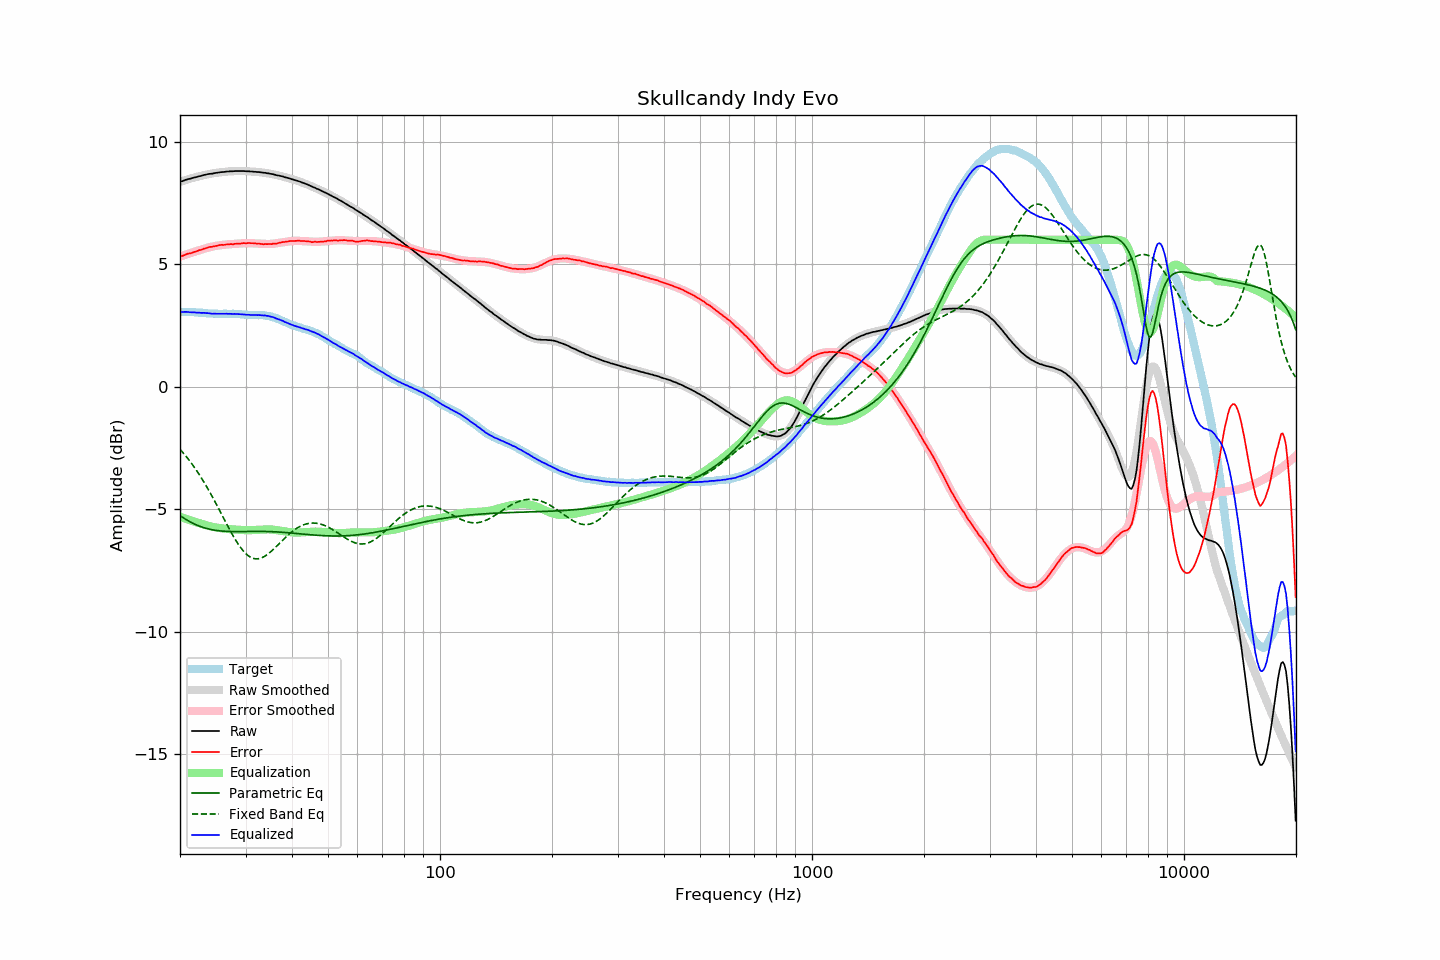 Skullcandy Indy Evo
Amplitude (dBr)
10
5
0
−5
−10
−15
Target
Raw Smoothed
Error Smoothed
Raw
Error
Equalization
Parametric Eq
Fixed Band Eq
Equalized
100
1000
10000
Frequency (Hz)